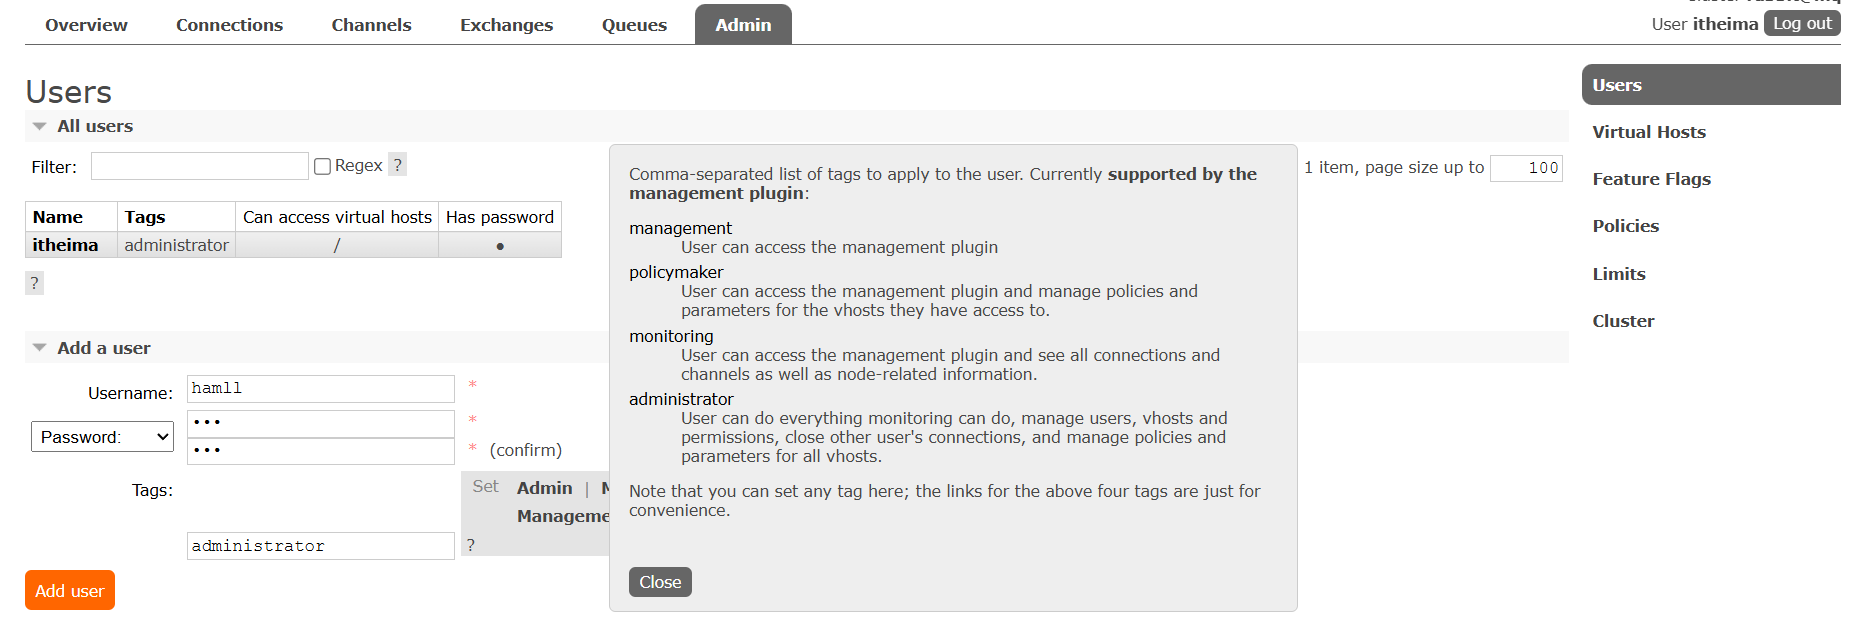 Overview Connections Channels Exchanges Queues Admin
User itheima Log out
Users
All users
Filter: Regex ?
1 item, page size up to 100
Name Tags Can access virtual hosts Has password
itheima administrator / ●
?
Add a user
Username: hamll *
Password: ••• *
••• * (confirm)
Tags:
Set Admin |
administrator ?
Add user
Comma-separated list of tags to apply to the user. Currently supported by the
management plugin:
management
User can access the management plugin
policymaker
User can access the management plugin and manage policies and
parameters for the vhosts they have access to.
monitoring
User can access the management plugin and see all connections and
channels as well as node-related information.
administrator
User can do everything monitoring can do, manage users, vhosts and
permissions, close other user's connections, and manage policies and
parameters for all vhosts.
Note that you can set any tag here; the links for the above four tags are just for
convenience.
Close
Users
Virtual Hosts
Feature Flags
Policies
Limits
Cluster